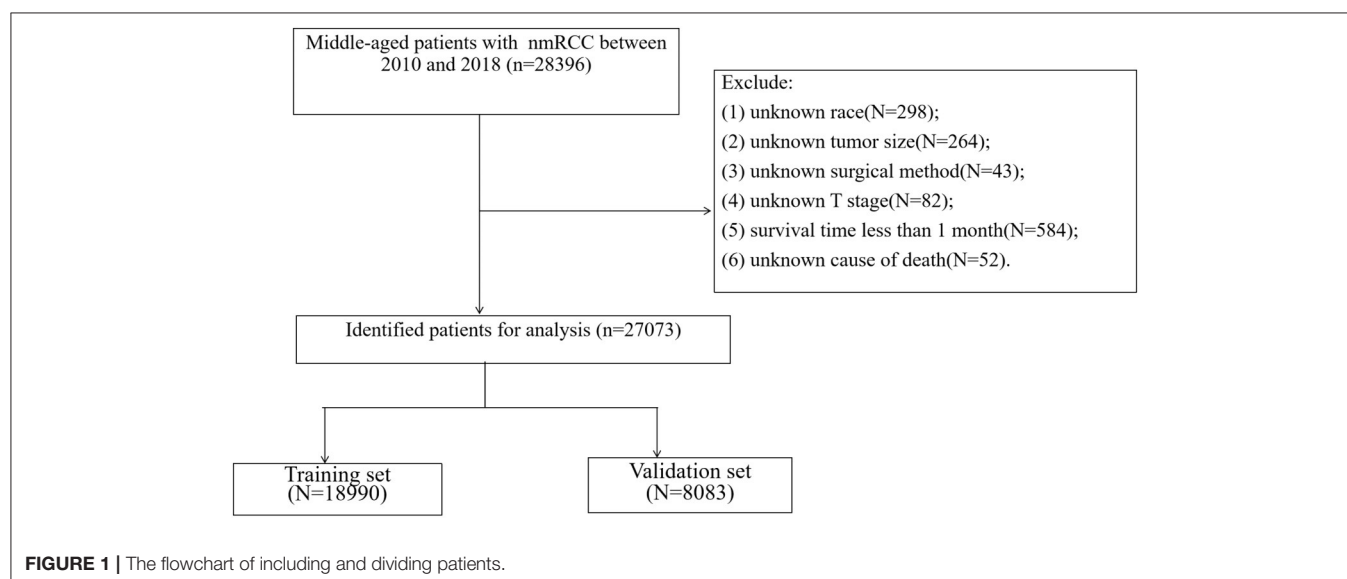 Middle-aged patients with nmRCC between
2010 and 2018 (n=28396)
Exclude:
(1) unknown race(N=298);
(2) unknown tumor size(N=264);
(3) unknown surgical method(N=43);
(4) unknown T stage(N=82);
(5) survival time less than 1 month(N=584);
(6) unknown cause of death(N=52).
Identified patients for analysis (n=27073)
Training set
(N=18990)
Validation set
(N=8083)
FIGURE 1 | The flowchart of including and dividing patients.